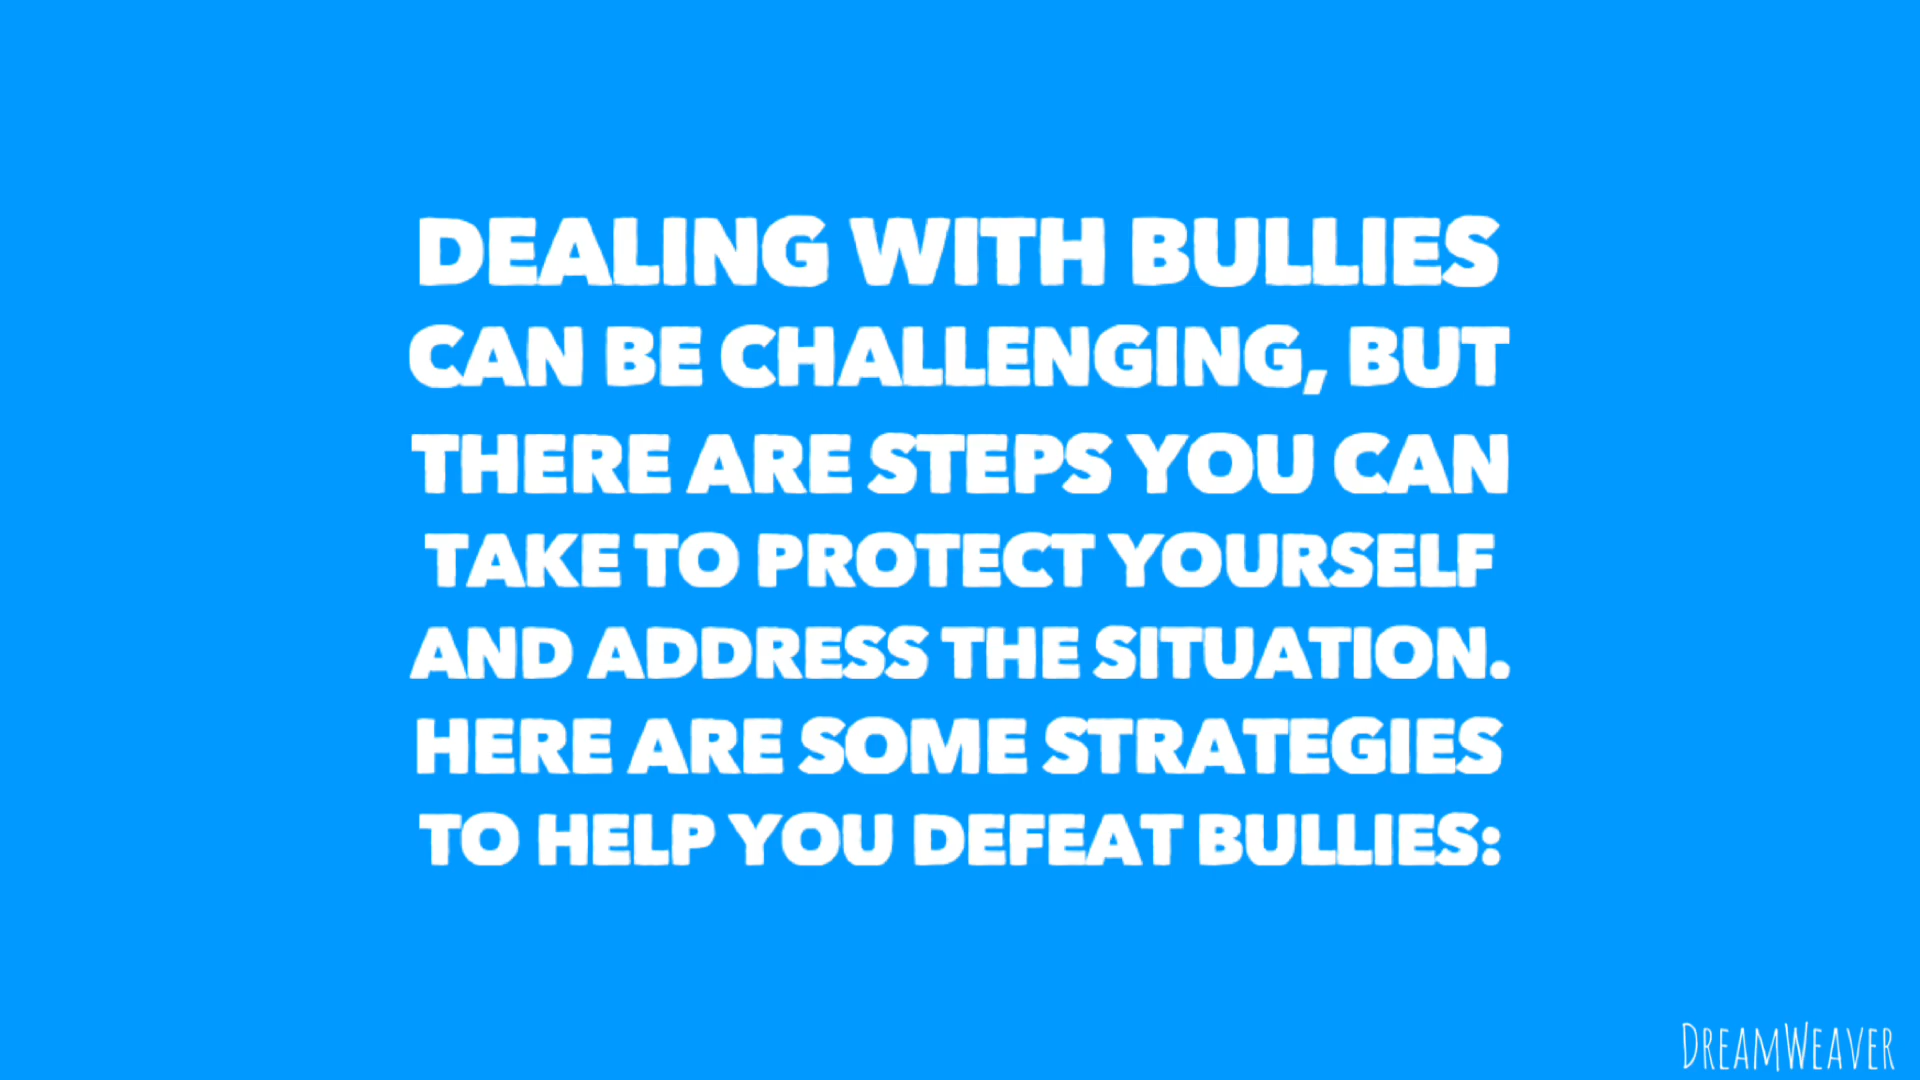 DEALING WITH BULLIES
CAN BE CHALLENGING, BUT
THERE ARE STEPS YOU CAN
TAKE TO PROTECT YOURSELF
AND ADDRESS THE SITUATION.
HERE ARE SOME STRATEGIES
TO HELP YOU DEFEAT BULLIES:
DREAMWEAVER